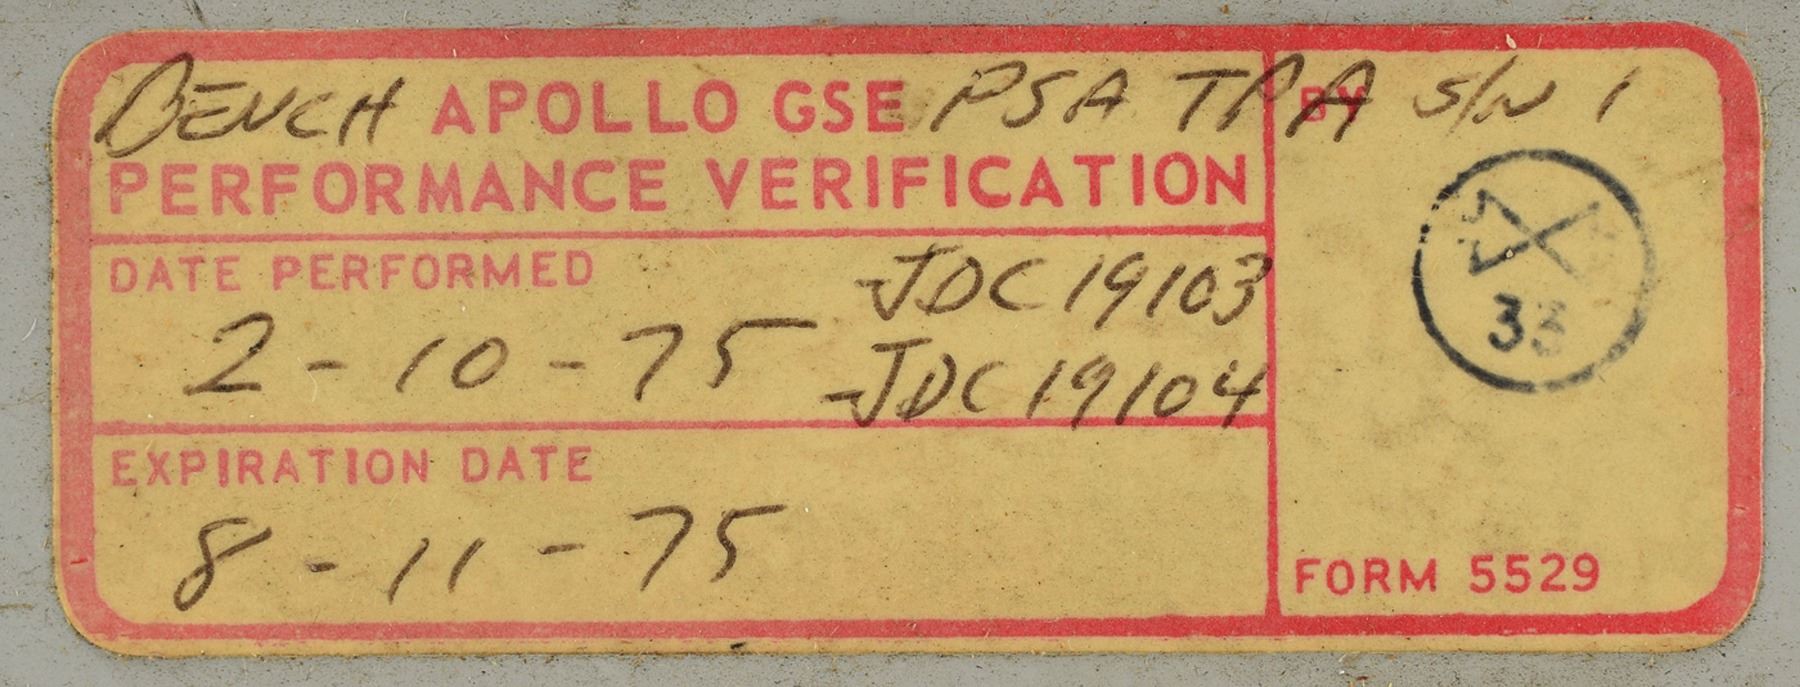 BENCH APOLLO GSE PSA TPA BY S/N 1
PERFORMANCE VERIFICATION
DATE PERFORMED
JDC 19103
2-10-75
JDC 19104
EXPIRATION DATE
8-11-75
33
FORM 5529